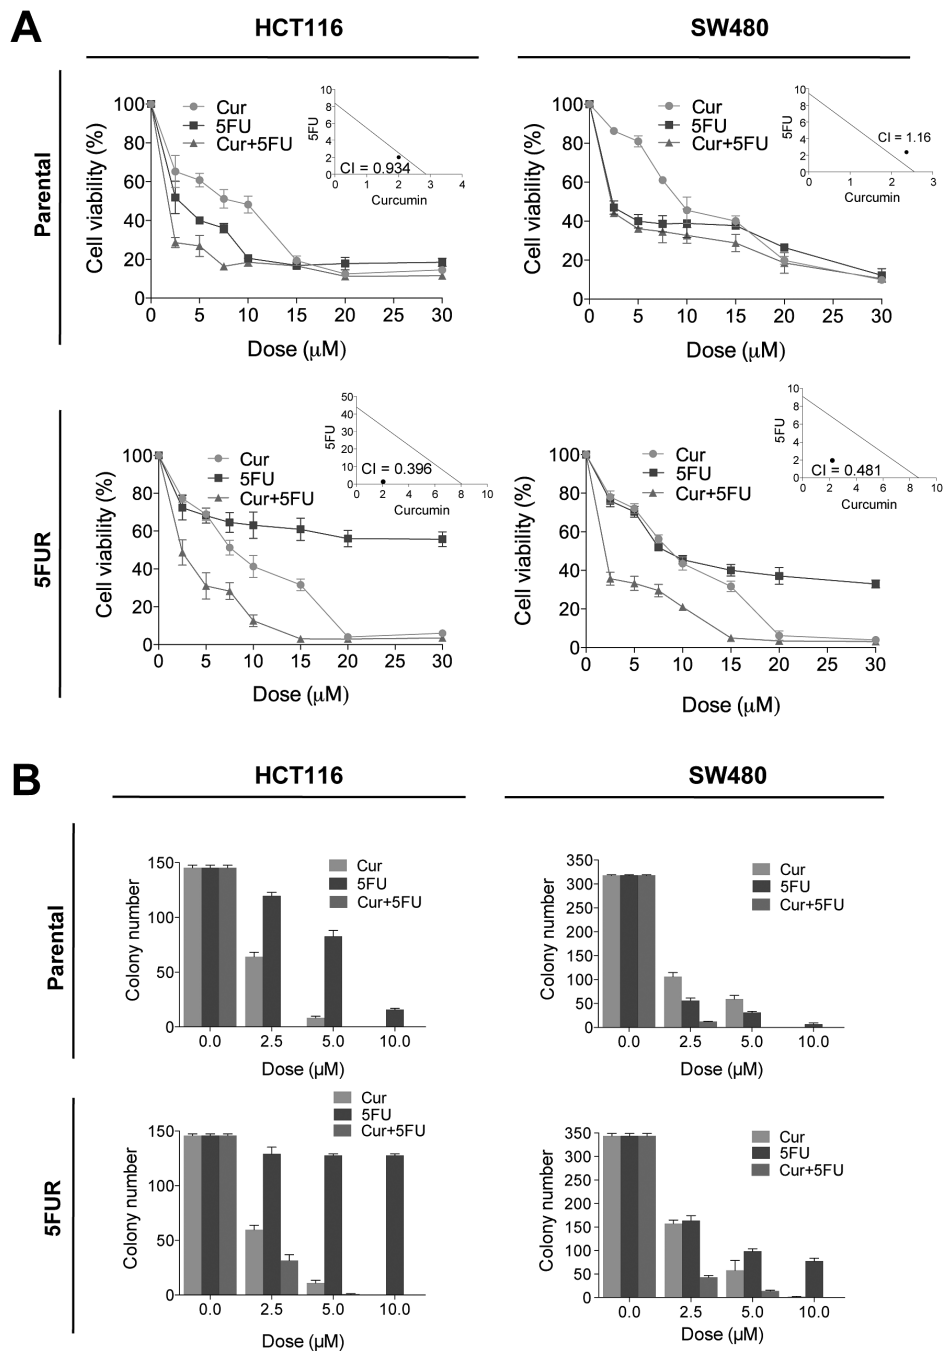 A
HCT116
SW480
Parental
Cell viability (%)
100
80
60
40
20
0
0 5 10 15 20 25 30
Dose (µM)
Cur
5FU
Cur+5FU
5FU
10
8
6
4
2
0
CI = 0.934
0 1 2 3 4
Curcumin
Cell viability (%)
100
80
60
40
20
0
0 5 10 15 20 25 30
Dose (µM)
Cur
5FU
Cur+5FU
5FU
10
8
6
4
2
0
CI = 1.16
0 1 2 3
Curcumin
5FUR
Cell viability (%)
100
80
60
40
20
0
0 5 10 15 20 25 30
Dose (µM)
Cur
5FU
Cur+5FU
5FU
50
40
30
20
10
0
CI = 0.396
0 2 4 6 8 10
Curcumin
Cell viability (%)
100
80
60
40
20
0
0 5 10 15 20 25 30
Dose (µM)
Cur
5FU
Cur+5FU
5FU
10
8
6
4
2
0
CI = 0.481
0 2 4 6 8 10
Curcumin
B
HCT116
SW480
Parental
Colony number
150
100
50
0
0.0 2.5 5.0 10.0
Dose (µM)
Cur
5FU
Cur+5FU
Colony number
350
300
250
200
150
100
50
0
0.0 2.5 5.0 10.0
Dose (µM)
Cur
5FU
Cur+5FU
5FUR
Colony number
150
100
50
0
0.0 2.5 5.0 10.0
Dose (µM)
Cur
5FU
Cur+5FU
Colony number
350
300
250
200
150
100
50
0
0.0 2.5 5.0 10.0
Dose (µM)
Cur
5FU
Cur+5FU